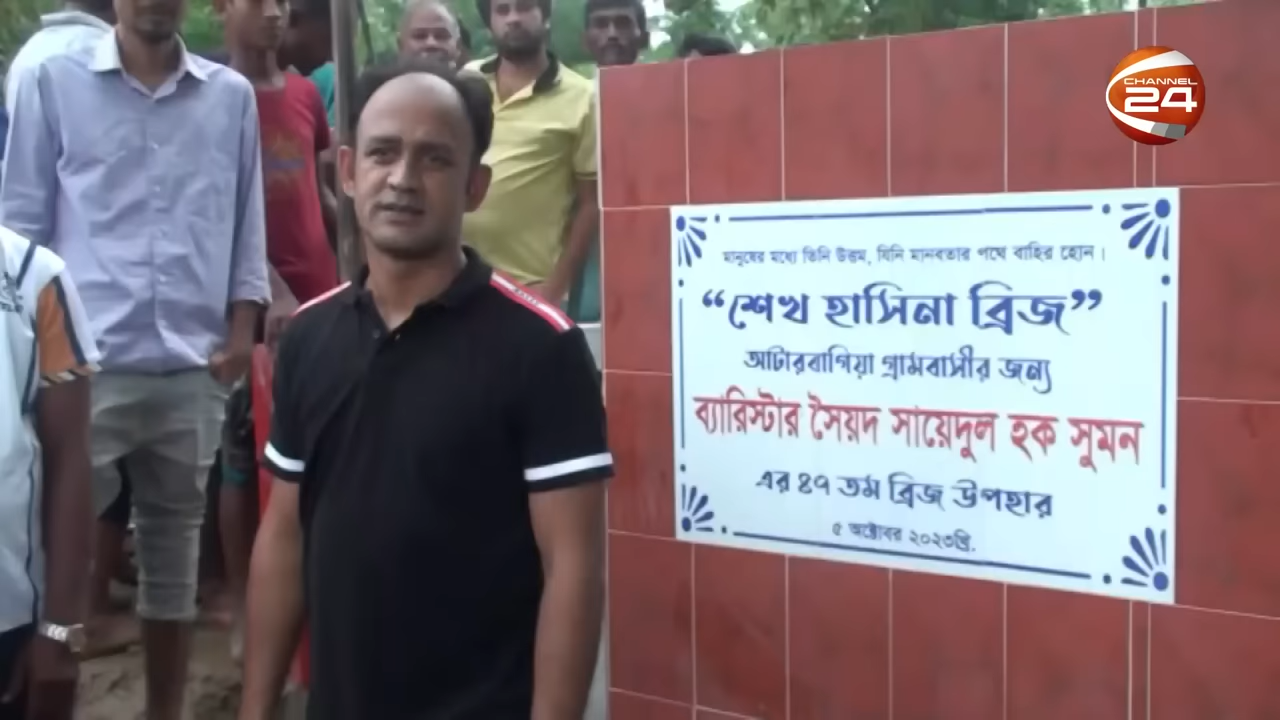 CHANNEL
24
মানুষের মধ্যে তিনি উত্তম, যিনি মানবতার পথে বাহির হোন।
“শেখ হাসিনা ব্রিজ”
আটারবাগিয়া গ্রামবাসীর জন্য
ব্যারিস্টার সৈয়দ সায়েদুল হক সুমন
এর ৪৭ তম ব্রিজ উপহার
৫ অক্টোবর ২০২৩খ্রি.